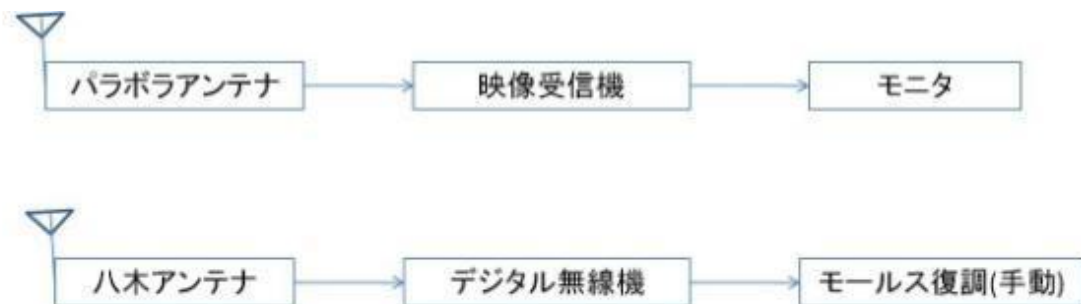 パラボラアンテナ
映像受信機
モニタ
八木アンテナ
デジタル無線機
モールス復調(手動)